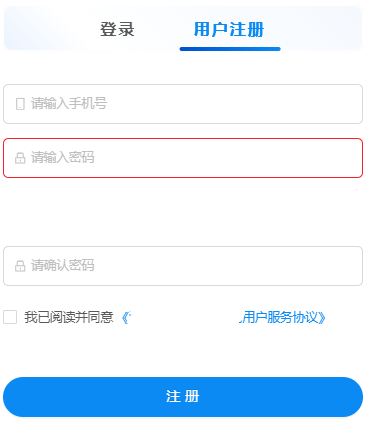 登录
用户注册
请输入手机号
请输入密码
请确认密码
我已阅读并同意《 用户服务协议》
注 册